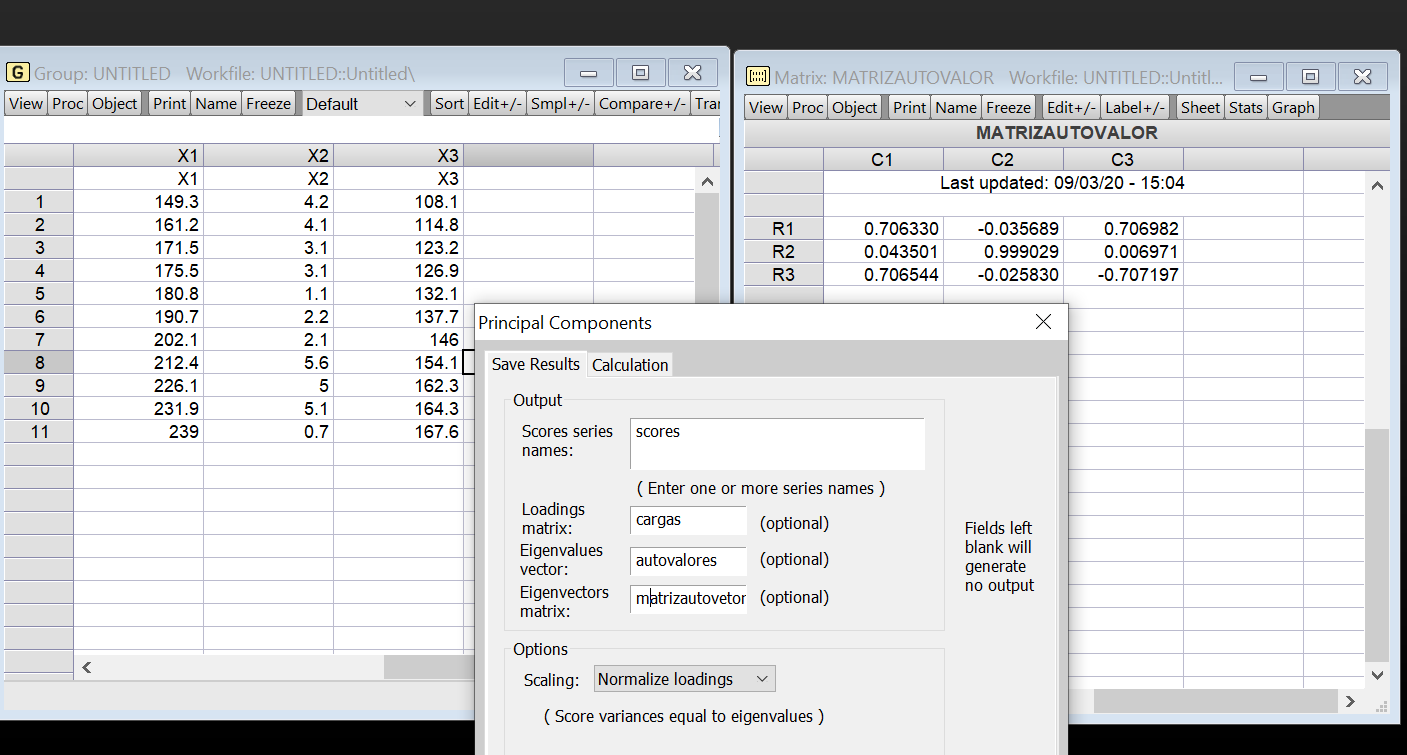 G Group: UNTITLED Workfile: UNTITLED::Untitled\
View Proc Object Print Name Freeze Default Sort Edit+/- Smpl+/- Compare+/- Tra
X1 X2 X3
X1 X2 X3
1 149.3 4.2 108.1
2 161.2 4.1 114.8
3 171.5 3.1 123.2
4 175.5 3.1 126.9
5 180.8 1.1 132.1
6 190.7 2.2 137.7
7 202.1 2.1 146
8 212.4 5.6 154.1
9 226.1 5 162.3
10 231.9 5.1 164.3
11 239 0.7 167.6
Matrix: MATRIZAUTOVALOR Workfile: UNTITLED::Untitl...
View Proc Object Print Name Freeze Edit+/- Label+/- Sheet Stats Graph
MATRIZAUTOVALOR
C1 C2 C3
Last updated: 09/03/20 - 15:04
R1 0.706330 -0.035689 0.706982
R2 0.043501 0.999029 0.006971
R3 0.706544 -0.025830 -0.707197
Principal Components
Save Results Calculation
Output
Scores series
names:
scores
( Enter one or more series names )
Loadings
matrix:
cargas (optional)
Eigenvalues
vector:
autovalores (optional)
Eigenvectors
matrix:
matrizautovetor (optional)
Fields left
blank will
generate
no output
Options
Scaling: Normalize loadings
( Score variances equal to eigenvalues )